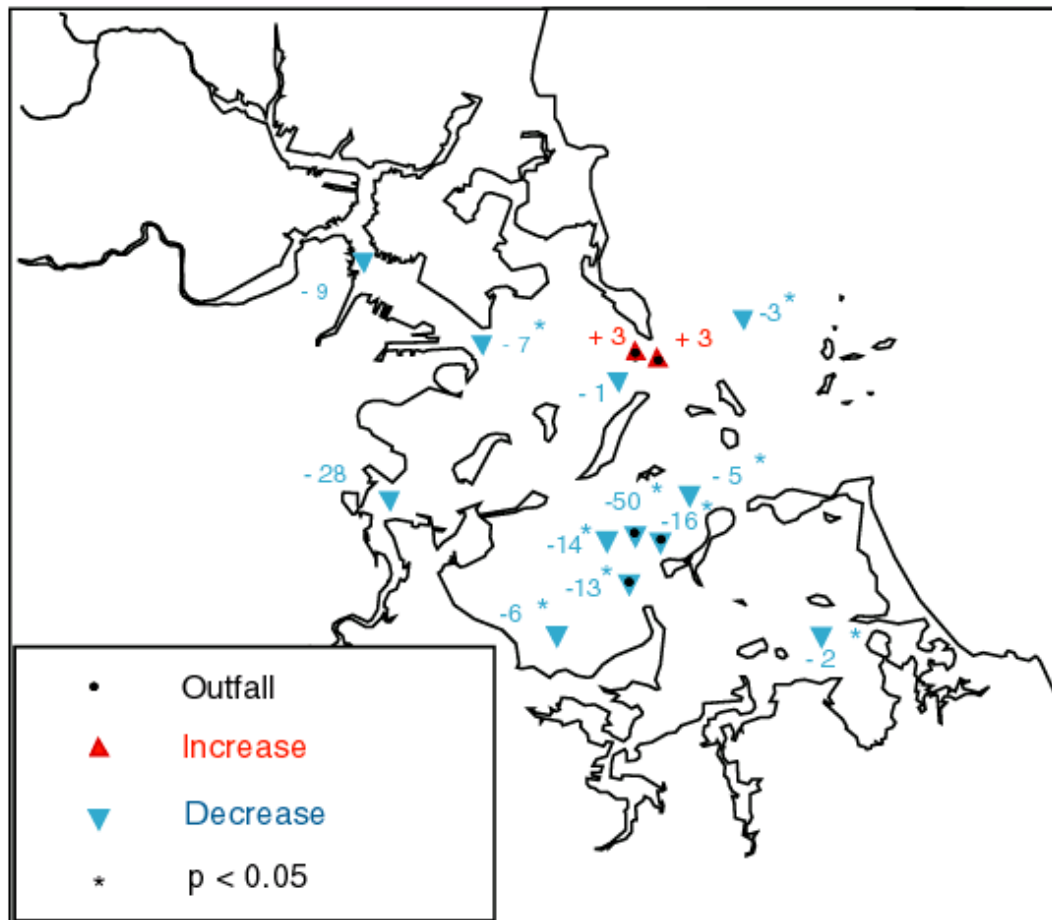 - 9
- 7 *
+ 3
+ 3
-3 *
- 1
- 28
- 5 *
-50 *
-16 *
-14 *
-13 *
-6 *
- 2 *
Outfall
Increase
Decrease
* p < 0.05